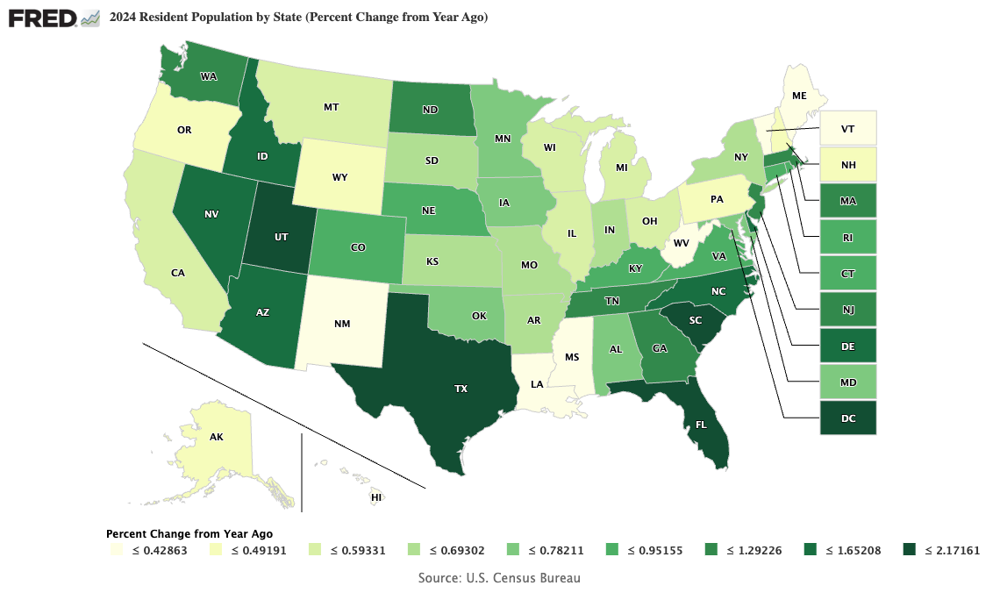 FRED 2024 Resident Population by State (Percent Change from Year Ago)
WA
MT
ND
MN
OR
ID
WY
SD
WI
MI
NY
ME
VT
NH
MA
RI
CT
NJ
DE
MD
DC
NV
UT
CO
NE
IA
IL
IN
OH
PA
WV
VA
KY
CA
AZ
NM
KS
MO
OK
AR
TN
NC
SC
TX
LA
MS
AL
GA
FL
AK
HI
Percent Change from Year Ago
≤ 0.42863 ≤ 0.49191 ≤ 0.59331 ≤ 0.69302 ≤ 0.78211 ≤ 0.95155 ≤ 1.29226 ≤ 1.65208 ≤ 2.17161
Source: U.S. Census Bureau